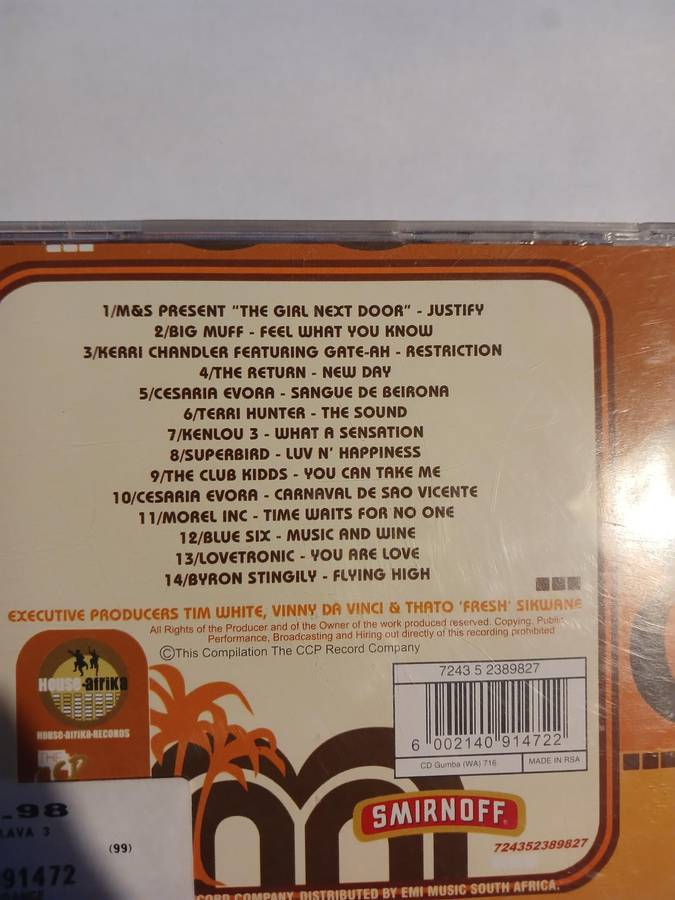 1/M&S PRESENT "THE GIRL NEXT DOOR" - JUSTIFY
2/BIG MUFF - FEEL WHAT YOU KNOW
3/KERRI CHANDLER FEATURING GATE-AH - RESTRICTION
4/THE RETURN - NEW DAY
5/CESARIA EVORA - SANGUE DE BEIRONA
6/TERRI HUNTER - THE SOUND
7/KENLOU 3 - WHAT A SENSATION
8/SUPERBIRD - LUV N' HAPPINESS
9/THE CLUB KIDDS - YOU CAN TAKE ME
10/CESARIA EVORA - CARNAVAL DE SAO VICENTE
11/MOREL INC - TIME WAITS FOR NO ONE
12/BLUE SIX - MUSIC AND WINE
13/LOVETRONIC - YOU ARE LOVE
14/BYRON STINGILY - FLYING HIGH
EXECUTIVE PRODUCERS TIM WHITE, VINNY DA VINCI & THATO 'FRESH' SIKWANE
All Rights of the Producer and of the Owner of the work produced reserved. Copying, Public
Performance, Broadcasting and Hiring out directly of this recording prohibited
©This Compilation The CCP Record Company
HOUSE-afrika
HOUSE-afrika-RECORDS
THE
CCP
7243 5 2389827
6 002140 914722
CD Gumba (WA) 716
MADE IN RSA
SMIRNOFF
724352389827
.98
LAVA 3
(99)
91472
CORD COMPANY. DISTRIBUTED BY EMI MUSIC SOUTH AFRICA.